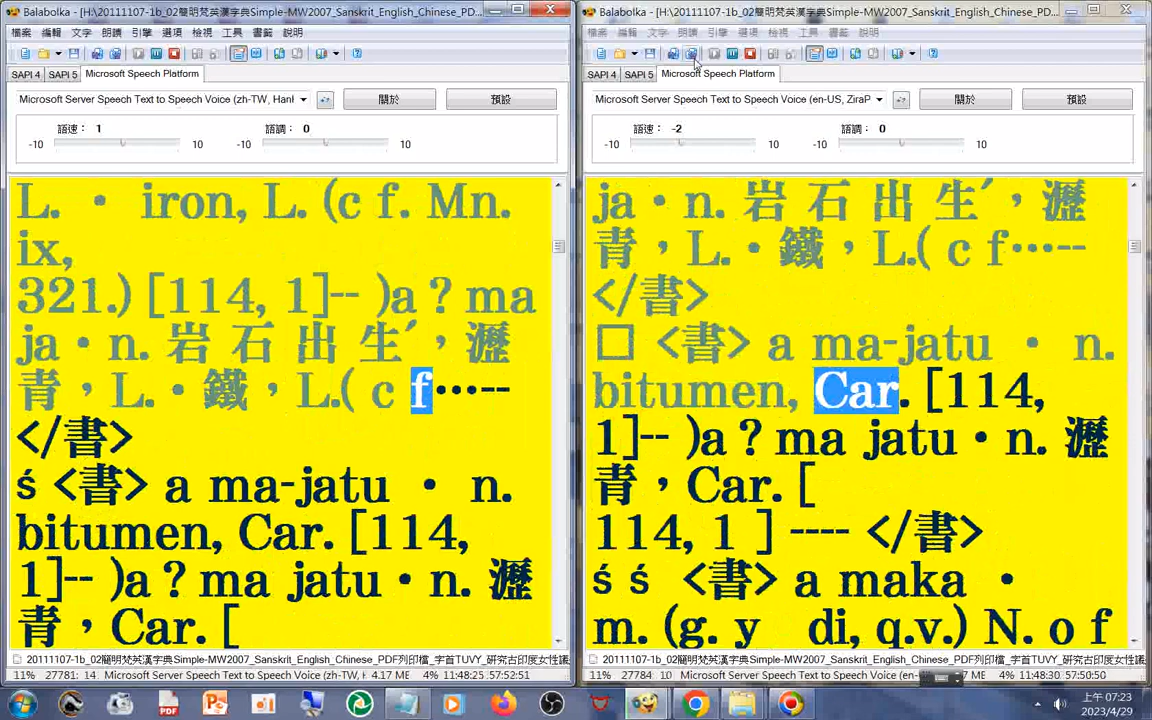 Balabolka - [H:\20111107-1b_02簡明梵英漢字典Simple-MW2007_Sanskrit_English_Chinese_PD...
檔案 編輯 文字 朗讀 引擎 選項 檢視 工具 書籤 說明
SAPI 4 SAPI 5 Microsoft Speech Platform
Microsoft Server Speech Text to Speech Voice (zh-TW, Hanl
關於 預設
語速： 1 語調： 0
-10 10 -10 10
L. • iron, L. (c f. Mn.
ix,
321.) [114, 1]-- )a ? ma
ja • n. 岩 石 出 生ˊ，瀝
青，L. • 鐵，L.( c f…--
</書>
ś <書> a ma-jatu • n.
bitumen, Car. [114,
1]-- )a ? ma jatu • n. 瀝
青，Car. [
20111107-1b_02簡明梵英漢字典Simple-MW2007_Sanskrit_English_Chinese_PDF列印檔_字首TUVY_研究古印度女性議
11% 27781: 14 Microsoft Speech Text to Speech Voice (zh-TW, H 4.17 ME 4% 11:48:25/57:52:51
Balabolka - [H:\20111107-1b_02簡明梵英漢字典Simple-MW2007_Sanskrit_English_Chinese_PD...
檔案 編輯 文字 朗讀 引擎 選項 檢視 工具 書籤 說明
SAPI 4 SAPI 5 Microsoft Speech Platform
Microsoft Server Speech Text to Speech Voice (en-US, ZiraP
關於 預設
語速： -2 語調： 0
-10 10 -10 10
ja • n. 岩 石 出 生ˊ，瀝
青，L. • 鐵，L.( c f…--
</書>
□ <書> a ma-jatu • n.
bitumen, Car. [114,
1]-- )a ? ma jatu • n. 瀝
青，Car. [
114, 1 ] ---- </書>
ś ś <書> a maka •
m. (g. y di, q.v.) N. o f
20111107-1b_02簡明梵英漢字典Simple-MW2007_Sanskrit_English_Chinese_PDF列印檔_字首TUVY_研究古印度女性議
11% 27784 10 Microsoft Server Speech Text to Speech Voice (en- 4% 11:48:30/57:50:50
上午 07:23
2023/4/29